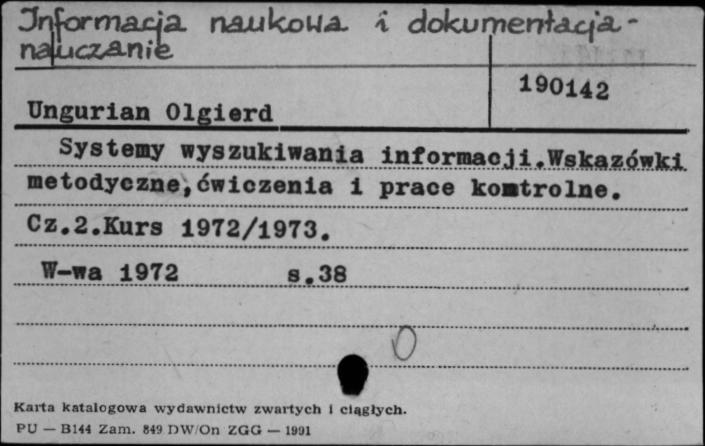 Informacja naukowa i dokumentacja-
nauczanie
190142
Ungurian Olgierd
Systemy wyszukiwania informacji.Wskazówki
metodyczne,ćwiczenia i prace kontrolne.
Cz.2.Kurs 1972/1973.
W-wa 1972 s.38
0
Karta katalogowa wydawnictw zwartych i ciągłych.
PU — B144 Zam. 849 DW/On ZGG — 1991